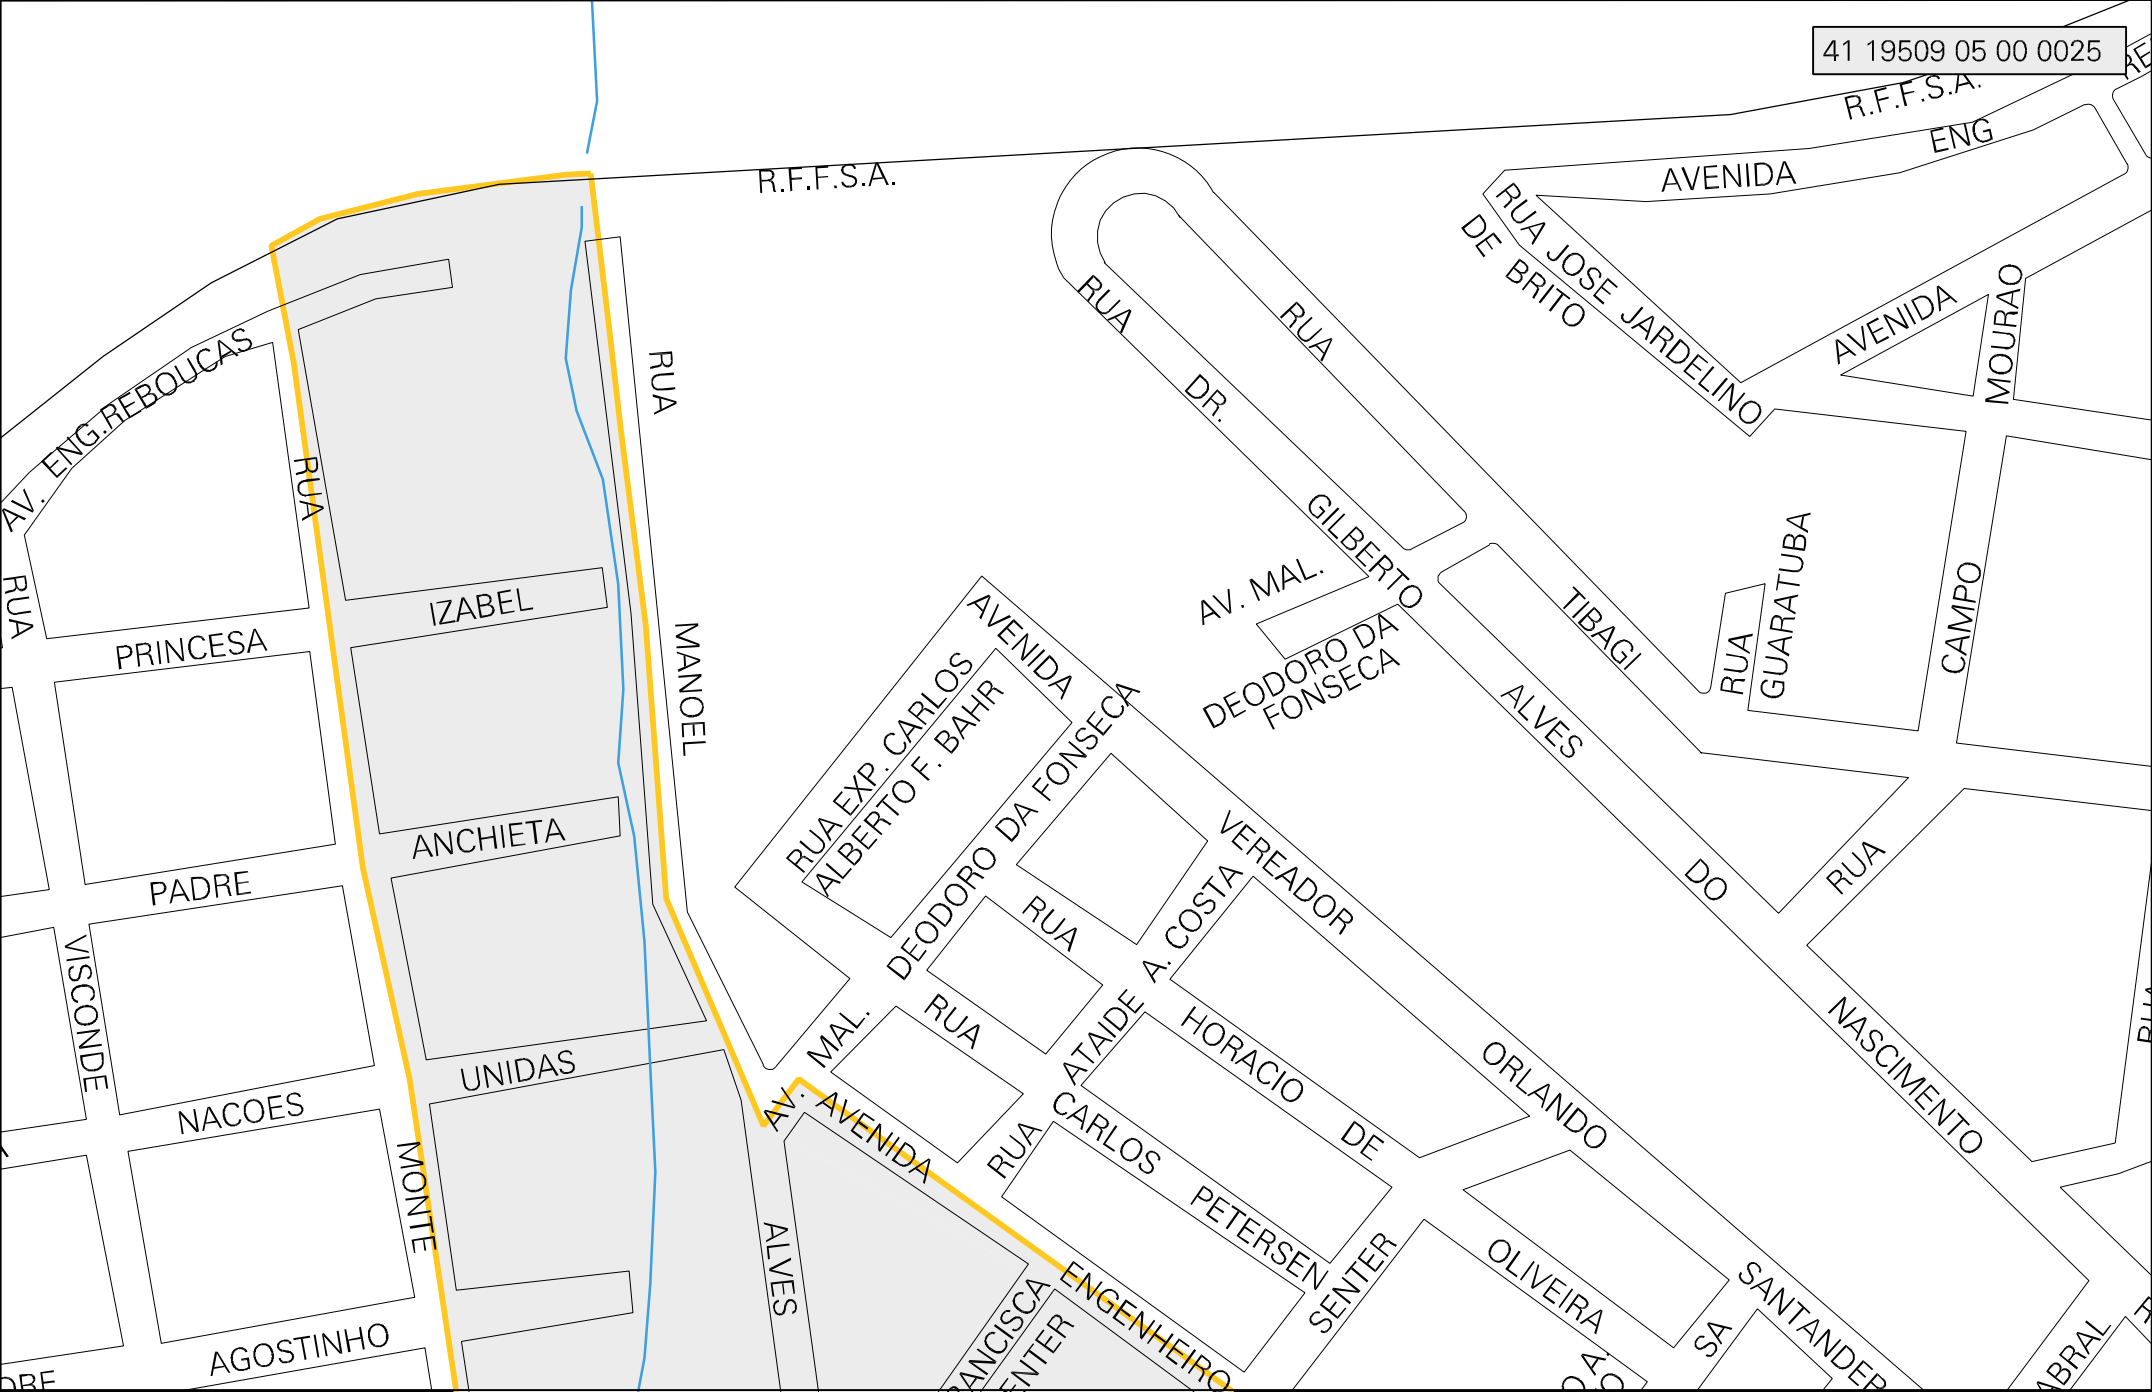 41 19509 05 00 0025
R.F.F.S.A.
R.F.F.S.A.
AVENIDA
ENG
RUA JOSE JARDELINO
DE BRITO
AVENIDA
MOURAO
CAMPO
RUA
GUARATUBA
RUA
DR.
GILBERTO
ALVES
DO
NASCIMENTO
RUA
TIBAGI
AV. MAL.
DEODORO DA
FONSECA
RUA
AV. ENG.REBOUCAS
RUA
MONTE
RUA
VISCONDE
PRINCESA
IZABEL
PADRE
ANCHIETA
NACOES
UNIDAS
AGOSTINHO
RUA
MANOEL
ALVES
AVENIDA
VEREADOR
ORLANDO
SANTANDER
RUA EXP. CARLOS
ALBERTO F. BAHR
AV.
MAL.
DEODORO DA FONSECA
RUA
HORACIO
DE
OLIVEIRA
RUA
CARLOS
PETERSEN
RUA
ATAIDE
A. COSTA
AVENIDA
ENGENHEIRO
SENTER
SA